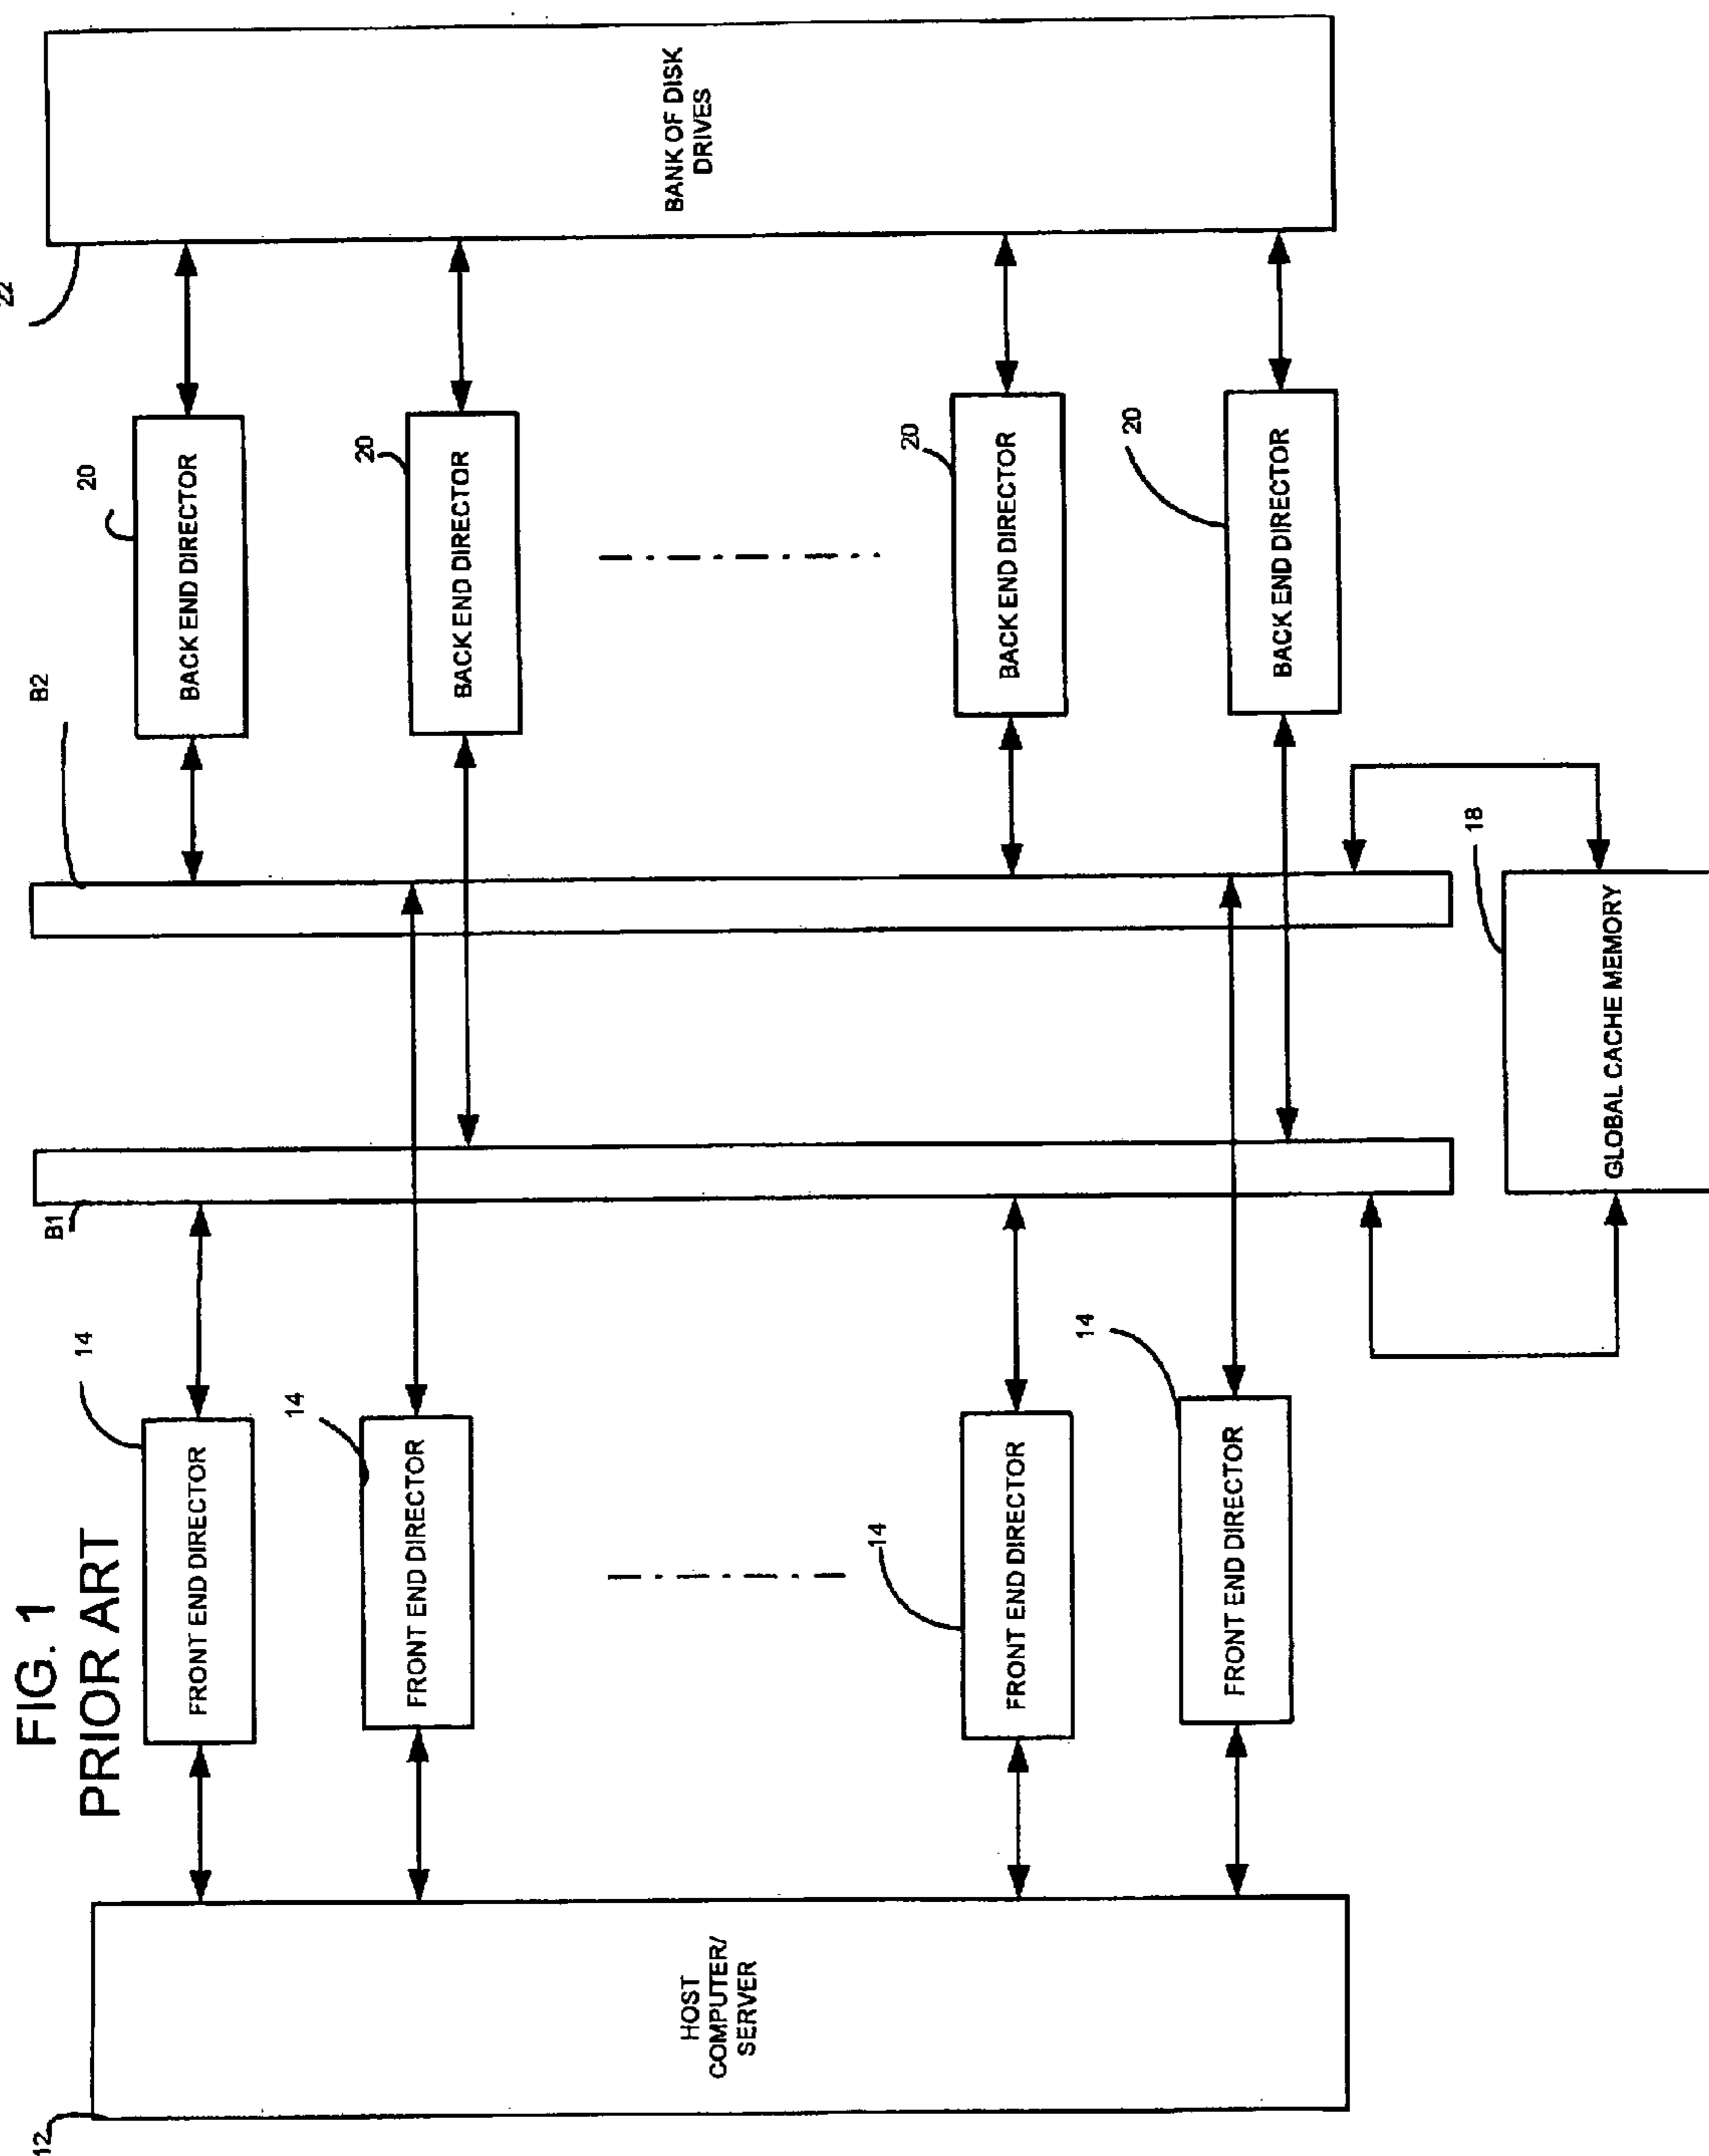 FIG. 1
PRIOR ART
12
HOST
COMPUTER/
SERVER
FRONT END DIRECTOR
14
FRONT END DIRECTOR
14
FRONT END DIRECTOR
14
FRONT END DIRECTOR
14
B1
B2
GLOBAL CACHE MEMORY
18
BACK END DIRECTOR
20
BACK END DIRECTOR
20
BACK END DIRECTOR
20
BACK END DIRECTOR
20
BANK OF DISK
DRIVES
22